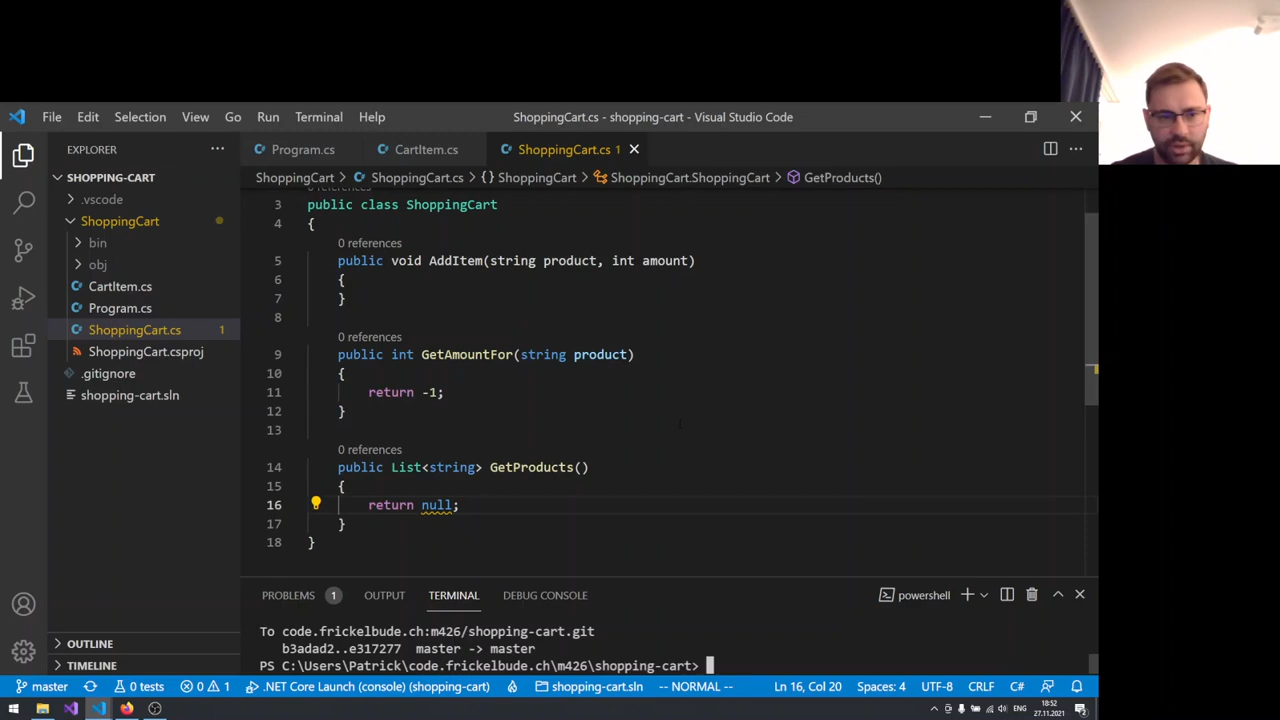 File Edit Selection View Go Run Terminal Help ShoppingCart.cs - shopping-cart - Visual Studio Code
EXPLORER ··· Program.cs CartItem.cs ShoppingCart.cs 1
ShoppingCart > ShoppingCart.cs > {} ShoppingCart > ShoppingCart.ShoppingCart > GetProducts()
SHOPPING-CART
.vscode
ShoppingCart
bin
obj
CartItem.cs
Program.cs
ShoppingCart.cs 1
ShoppingCart.csproj
.gitignore
shopping-cart.sln
OUTLINE
TIMELINE
3 public class ShoppingCart
4 {
0 references
5 public void AddItem(string product, int amount)
6 {
7 }
8
0 references
9 public int GetAmountFor(string product)
10 {
11 return -1;
12 }
13
0 references
14 public List<string> GetProducts()
15 {
16 return null;
17 }
18 }
PROBLEMS 1 OUTPUT TERMINAL DEBUG CONSOLE powershell
To code.frickelbude.ch:m426/shopping-cart.git
b3adad2..e317277 master -> master
PS C:\Users\Patrick\code.frickelbude.ch\m426\shopping-cart>
master 0 tests 0 1 .NET Core Launch (console) (shopping-cart) shopping-cart.sln -- NORMAL -- Ln 16, Col 20 Spaces: 4 UTF-8 CRLF C#
ENG 18:52
27.11.2021 2